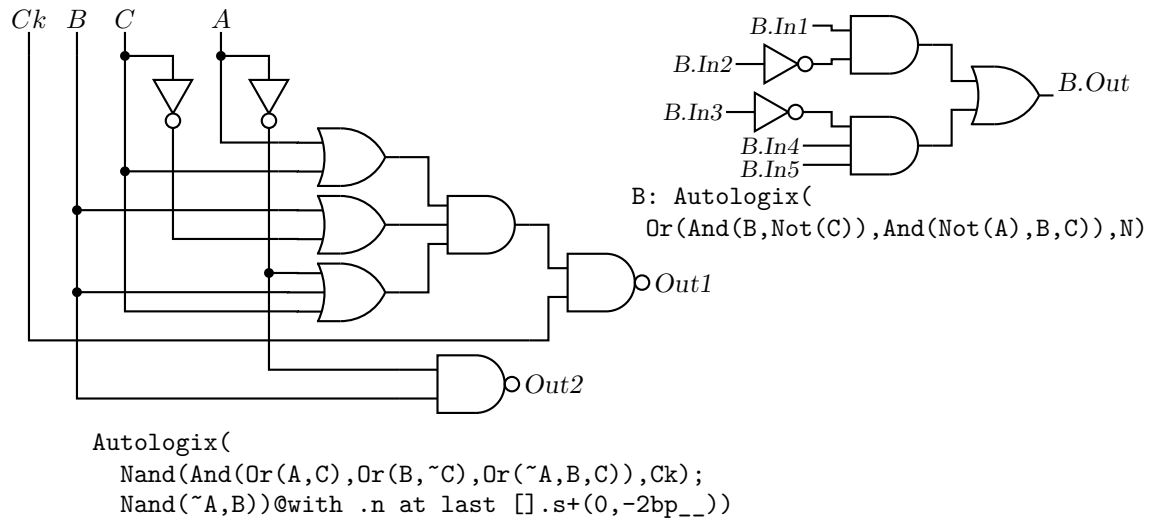 Ck B C A
B.In1
B.In2
B.Out
B.In3
B.In4
B.In5
B: Autologix(
Or(And(B,Not(C)),And(Not(A),B,C)),N)
Out1
Out2
Autologix(
Nand(And(Or(A,C),Or(B,~C),Or(~A,B,C)),Ck);
Nand(~A,B))@with .n at last [].s+(0,-2bp__))